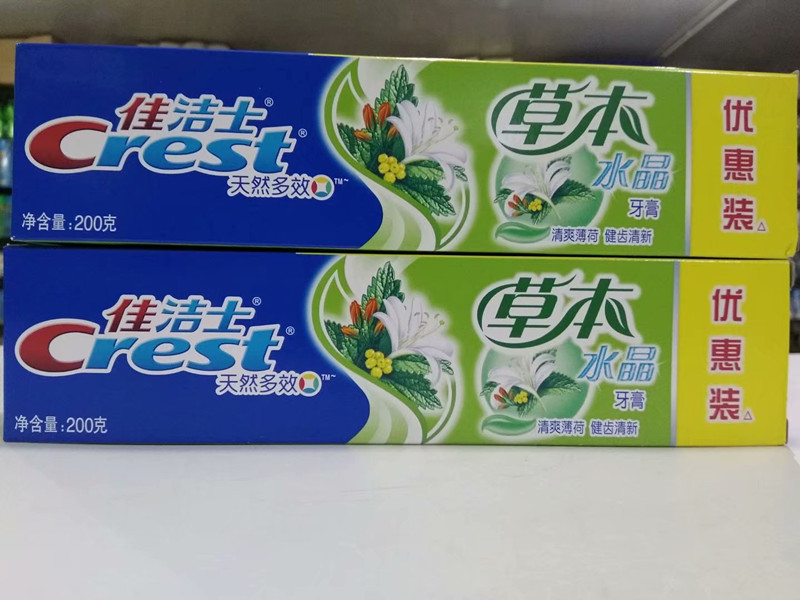 佳洁士®
Crest®
天然多效™
净含量:200克
草本
水晶
牙膏
清爽薄荷 健齿清新
优惠装△
佳洁士®
Crest®
天然多效™
净含量:200克
草本
水晶
牙膏
清爽薄荷 健齿清新
优惠装△